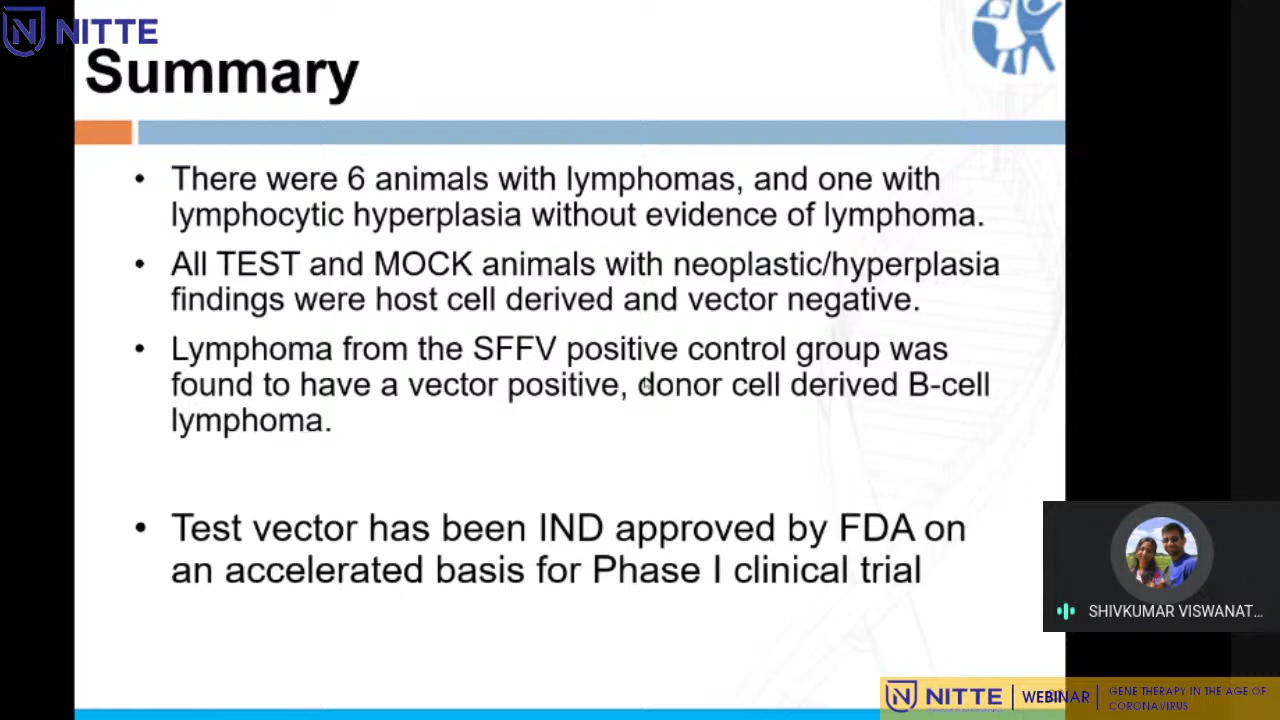 NITTE
Summary
• There were 6 animals with lymphomas, and one with
lymphocytic hyperplasia without evidence of lymphoma.
• All TEST and MOCK animals with neoplastic/hyperplasia
findings were host cell derived and vector negative.
• Lymphoma from the SFFV positive control group was
found to have a vector positive, donor cell derived B-cell
lymphoma.
• Test vector has been IND approved by FDA on
an accelerated basis for Phase I clinical trial
SHIVKUMAR VISWANAT...
NITTE WEBINAR GENE THERAPY IN THE AGE OF
CORONAVIRUS